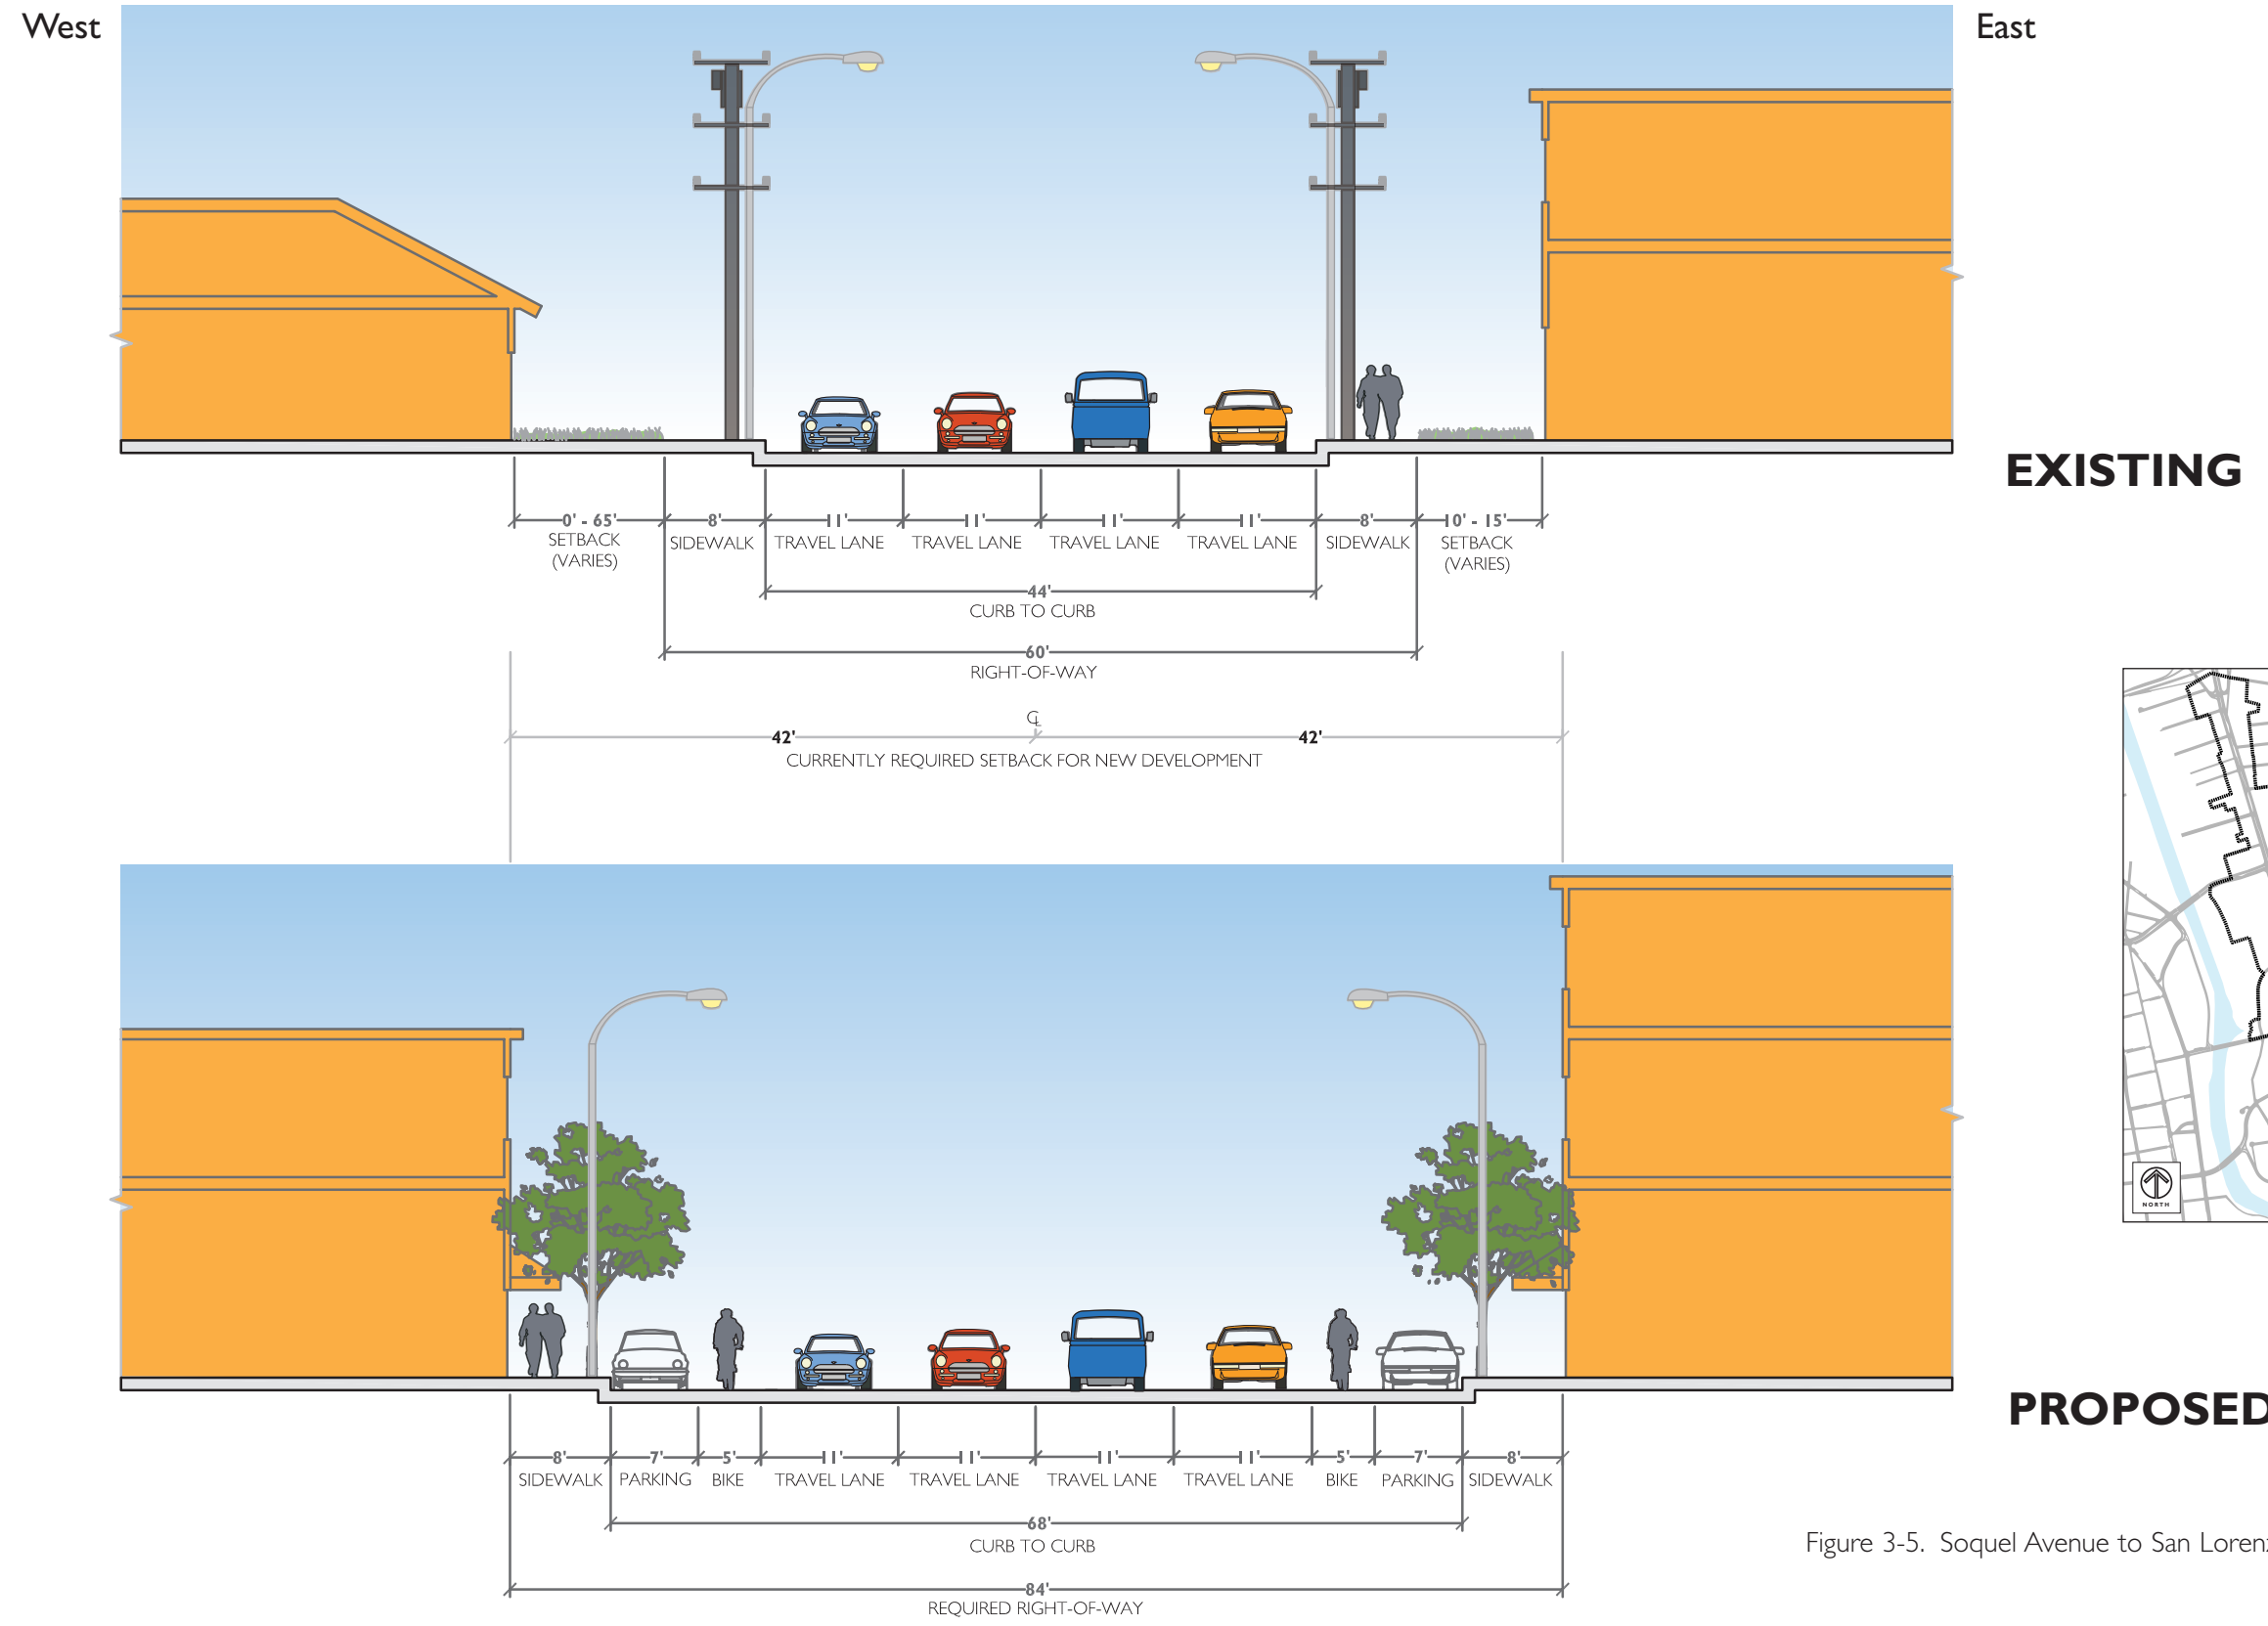 West
East
EXISTING
0' - 65' 8' 11' 11' 11' 11' 8' 10' - 15'
SETBACK (VARIES) SIDEWALK TRAVEL LANE TRAVEL LANE TRAVEL LANE TRAVEL LANE SIDEWALK SETBACK (VARIES)
44'
CURB TO CURB
60'
RIGHT-OF-WAY
CL
42' 42'
CURRENTLY REQUIRED SETBACK FOR NEW DEVELOPMENT
NORTH
PROPOSED
8' 7' 5' 11' 11' 11' 11' 5' 7' 8'
SIDEWALK PARKING BIKE TRAVEL LANE TRAVEL LANE TRAVEL LANE TRAVEL LANE BIKE PARKING SIDEWALK
68'
CURB TO CURB
Figure 3-5. Soquel Avenue to San Loren
84'
REQUIRED RIGHT-OF-WAY